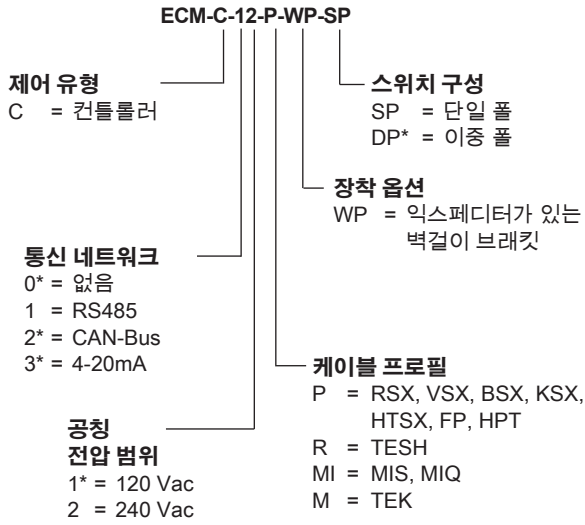 ECM-C-12-P-WP-SP
제어 유형
C = 컨틀롤러
스위치 구성
SP = 단일 폴
DP* = 이중 폴
장착 옵션
WP = 익스페디터가 있는
벽걸이 브래킷
통신 네트워크
0* = 없음
1 = RS485
2* = CAN-Bus
3* = 4-20mA
케이블 프로필
P = RSX, VSX, BSX, KSX,
HTSX, FP, HPT
R = TESH
MI = MIS, MIQ
M = TEK
공칭
전압 범위
1* = 120 Vac
2 = 240 Vac